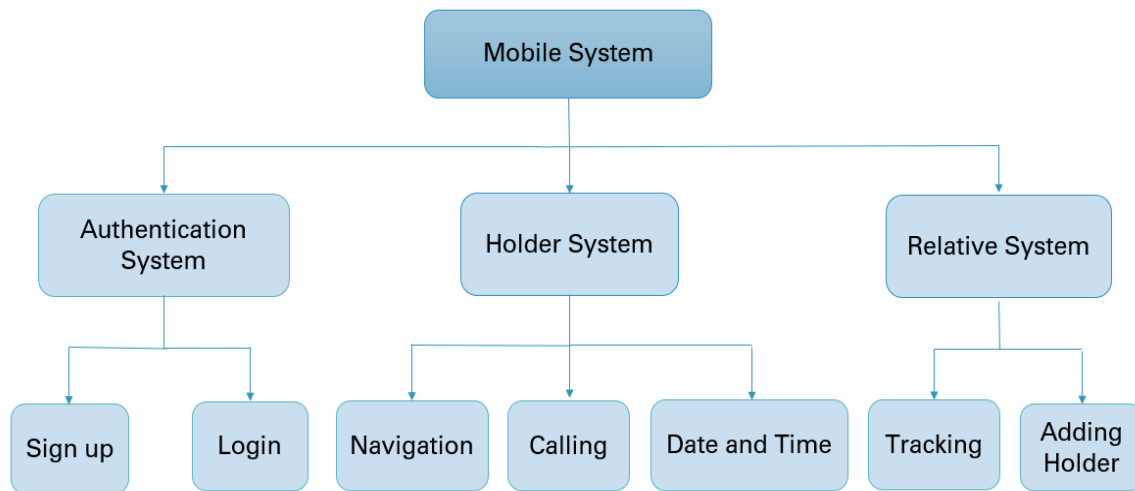 Mobile System
Authentication
System
Holder System
Relative System
Sign up
Login
Navigation
Calling
Date and Time
Tracking
Adding
Holder